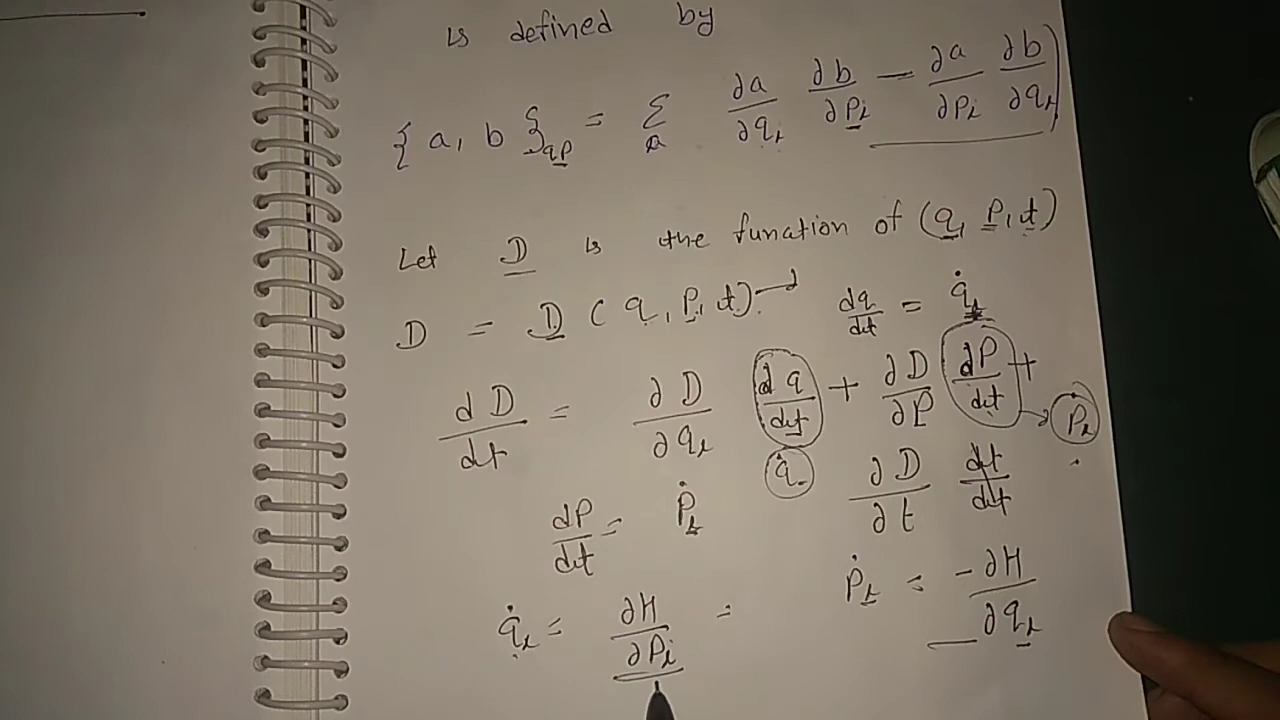 is defined by
{a, b}qp = Σ ∂a/∂qi ∂b/∂Pi − ∂a/∂Pi ∂b/∂qi)
Let D is the function of (q, P, t)
D = D (q, P, t)
dq/dt = q̇i
dD/dt = ∂D/∂qi dq/dt + ∂D/∂P dP/dt +
q̇ ∂D/∂t dt/dt Ṗi
dP/dt = Ṗi
q̇i = ∂H/∂Pi = Ṗi = −∂H/∂qi